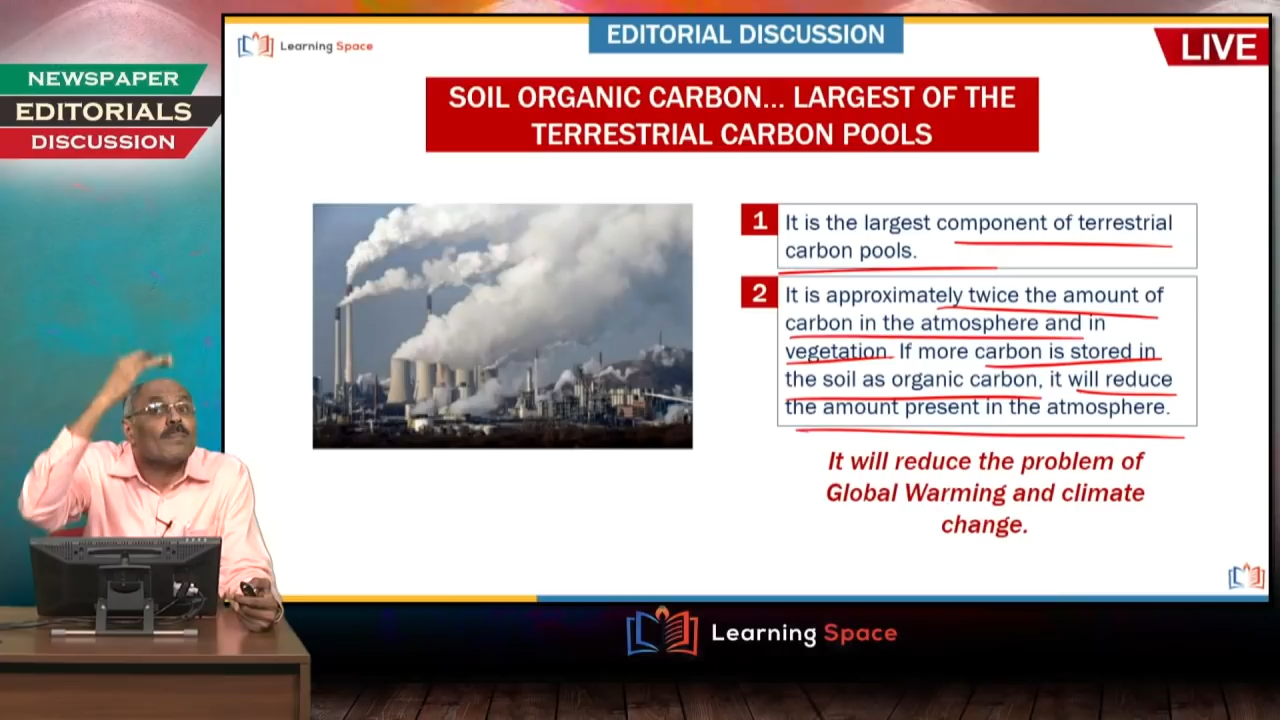 EDITORIAL DISCUSSION
LIVE
Learning Space
NEWSPAPER
EDITORIALS
DISCUSSION
SOIL ORGANIC CARBON... LARGEST OF THE
TERRESTRIAL CARBON POOLS
1
It is the largest component of terrestrial
carbon pools.
2
It is approximately twice the amount of
carbon in the atmosphere and in
vegetation. If more carbon is stored in
the soil as organic carbon, it will reduce
the amount present in the atmosphere.
It will reduce the problem of
Global Warming and climate
change.
Learning Space